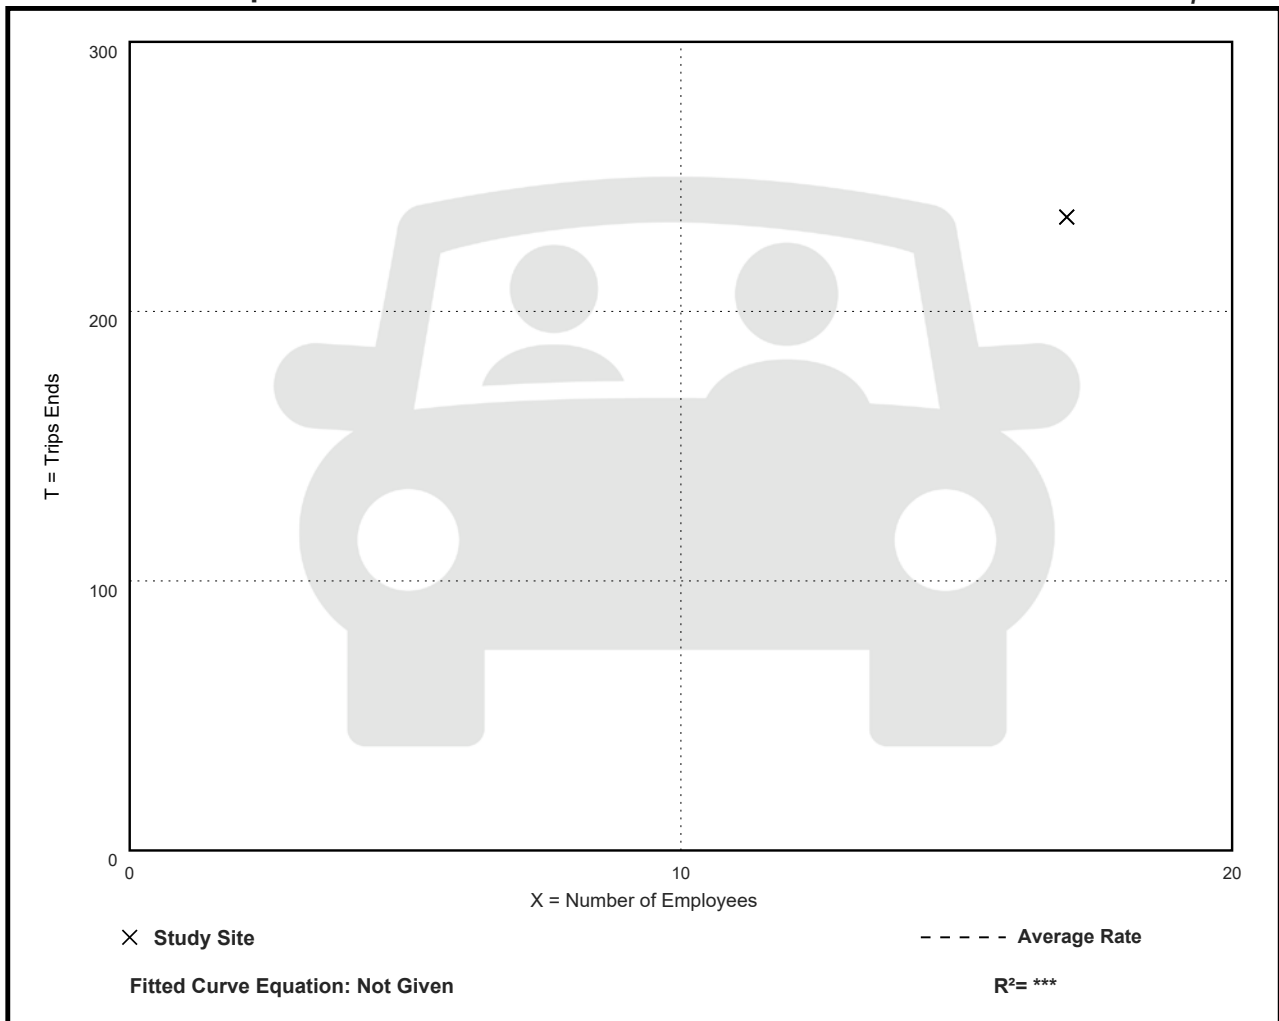 300
200
100
0
T = Trips Ends
0 10 20
X = Number of Employees
Study Site
Average Rate
Fitted Curve Equation: Not Given
R²= ***